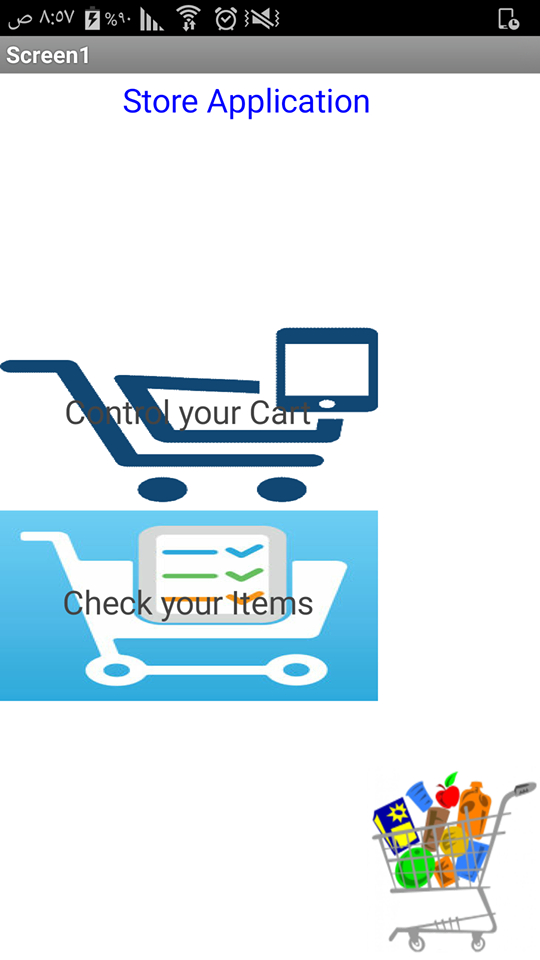 ص ٨:٥٧ %٩٠
Screen1
Store Application
Control your Cart
Check your Items